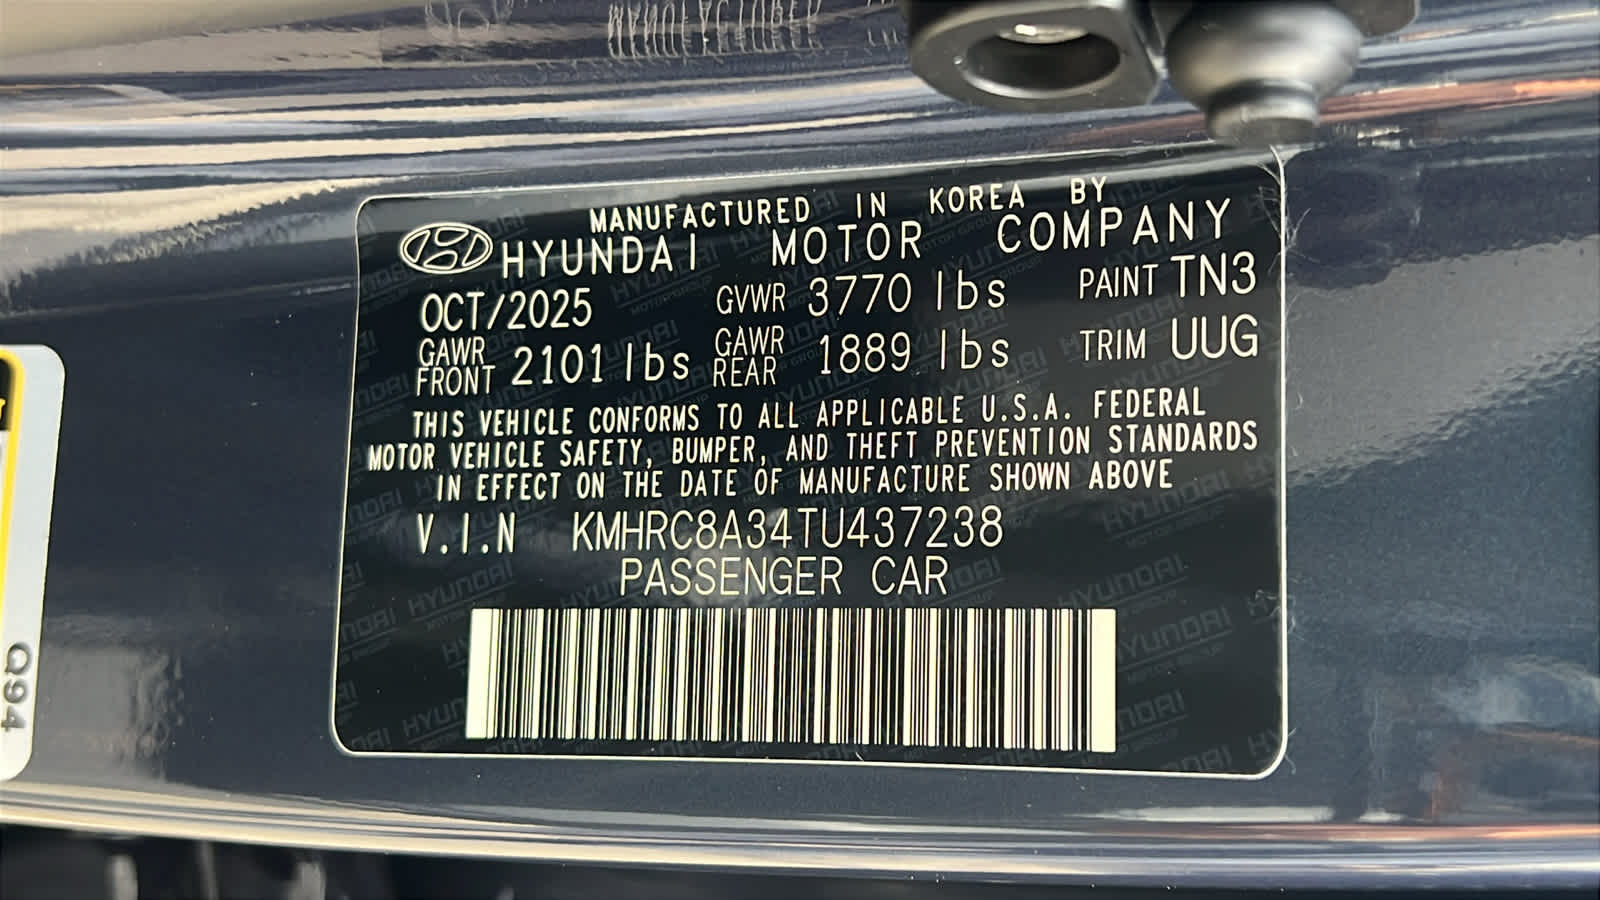 MANUFACTURED IN KOREA BY
HYUNDAI MOTOR COMPANY
OCT/2025 GVWR 3770 lbs PAINT TN3
GAWR FRONT 2101 lbs GAWR REAR 1889 lbs TRIM UUG
THIS VEHICLE CONFORMS TO ALL APPLICABLE U.S.A. FEDERAL
MOTOR VEHICLE SAFETY, BUMPER, AND THEFT PREVENTION STANDARDS
IN EFFECT ON THE DATE OF MANUFACTURE SHOWN ABOVE
V.I.N KMHRC8A34TU437238
PASSENGER CAR
Q94